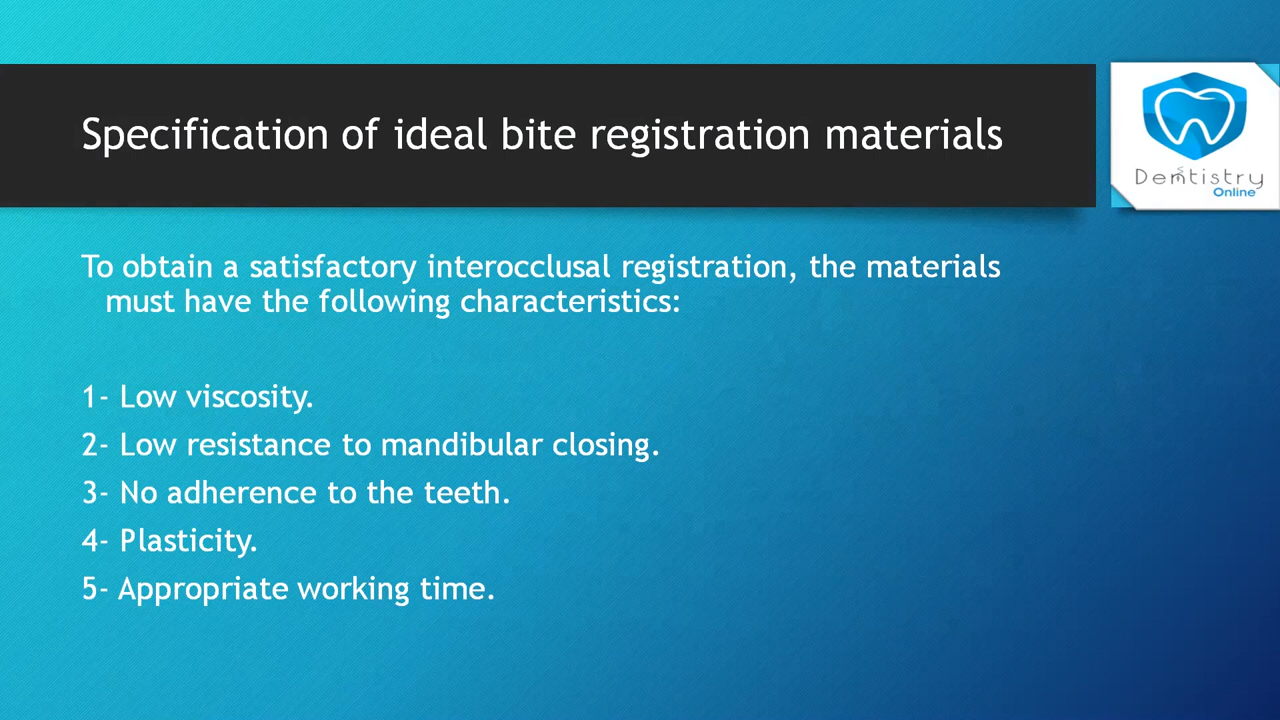 Specification of ideal bite registration materials
Dentistry
Online
To obtain a satisfactory interocclusal registration, the materials
must have the following characteristics:
1- Low viscosity.
2- Low resistance to mandibular closing.
3- No adherence to the teeth.
4- Plasticity.
5- Appropriate working time.